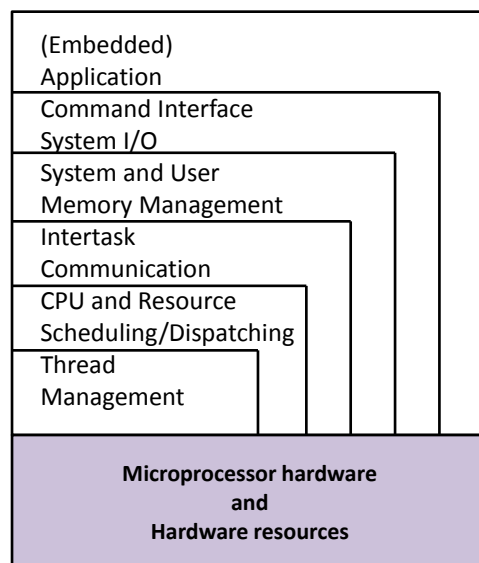 (Embedded)
Application
Command Interface
System I/O
System and User
Memory Management
Intertask
Communication
CPU and Resource
Scheduling/Dispatching
Thread
Management
Microprocessor hardware
and
Hardware resources